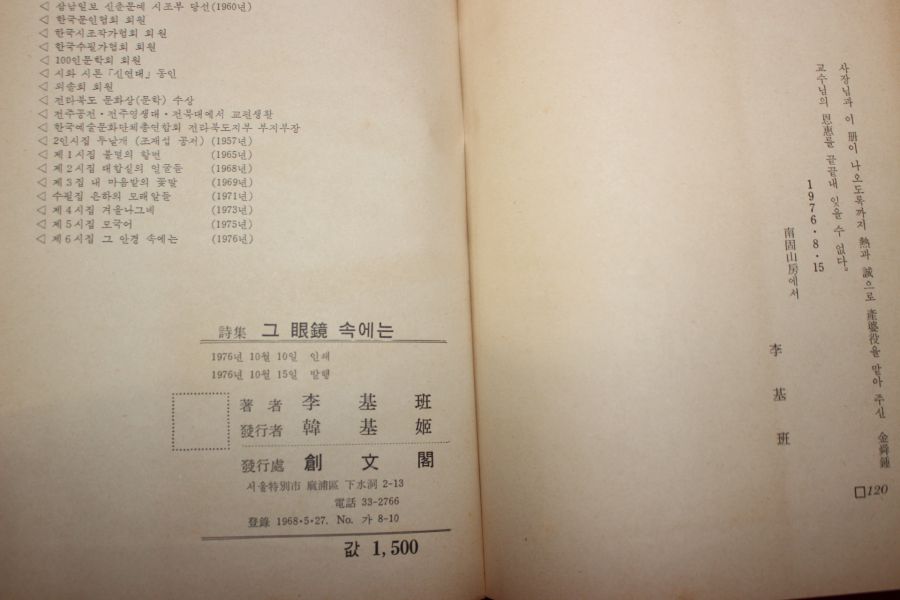 ◁ 삼남일보 신춘문예 시조부 당선(1960년)
◁ 한국문인협회 회원
◁ 한국시조작가협회 회원
◁ 한국수필가협회 회원
◁ 100인문학회 회원
◁ 시화 시론 「신연대」 동인
◁ 회원
◁ 전라북도 문화상(문학) 수상
◁ 전주공전·전주영생대·전북대에서 교편생활
◁ 한국예술문화단체총연합회 전라북도지부 부지부장
◁ 2인시집 두날개 (조재섭 공저) (1957년)
◁ 제1시집 불멸의 항변 (1965년)
◁ 제2시집 대합실의 얼굴들 (1968년)
◁ 제3집 내 마음밭의 꽃말 (1969년)
◁ 수필집 은하의 모래알들 (1971년)
◁ 제4시집 겨울나그네 (1973년)
◁ 제5시집 모국어 (1975년)
◁ 제6시집 그 안경 속에는 (1976년)
詩集 그 眼鏡 속에는
1976년 10월 10일 인쇄
1976년 10월 15일 발행
著者 李基班
發行者 韓基姬
發行處 創文閣
서울特別市 麻浦區 下水洞 2-13
電話 33-2766
登錄 1968·5·27. No. 가 8-10
값 1,500
사장님과 이 册이 나오도록까지 熱과 誠으로 產婆役을 맡아 주신 金舜鍾
교수님의 恩惠를 끝끝내 잊을 수 없다.
1976·8·15
南固山房에서
李基班
□120